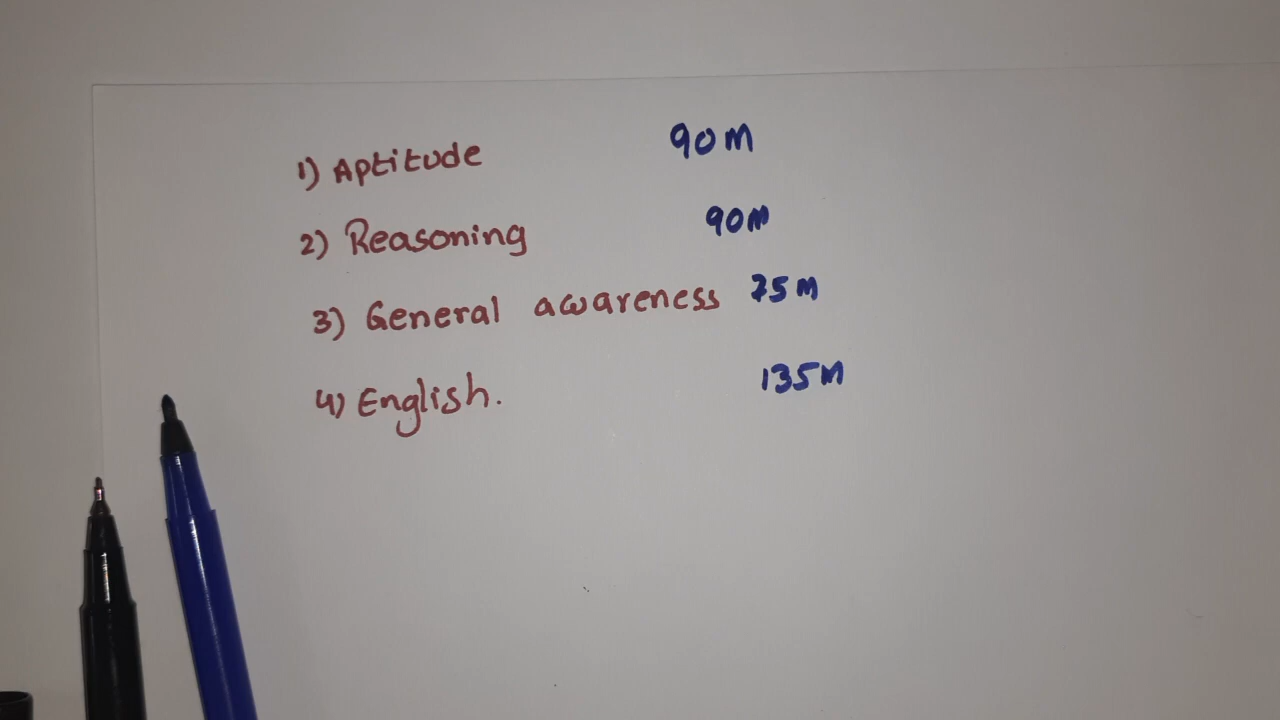 1) Aptitude 90M
2) Reasoning 90M
3) General awareness 75M
4) English. 135M